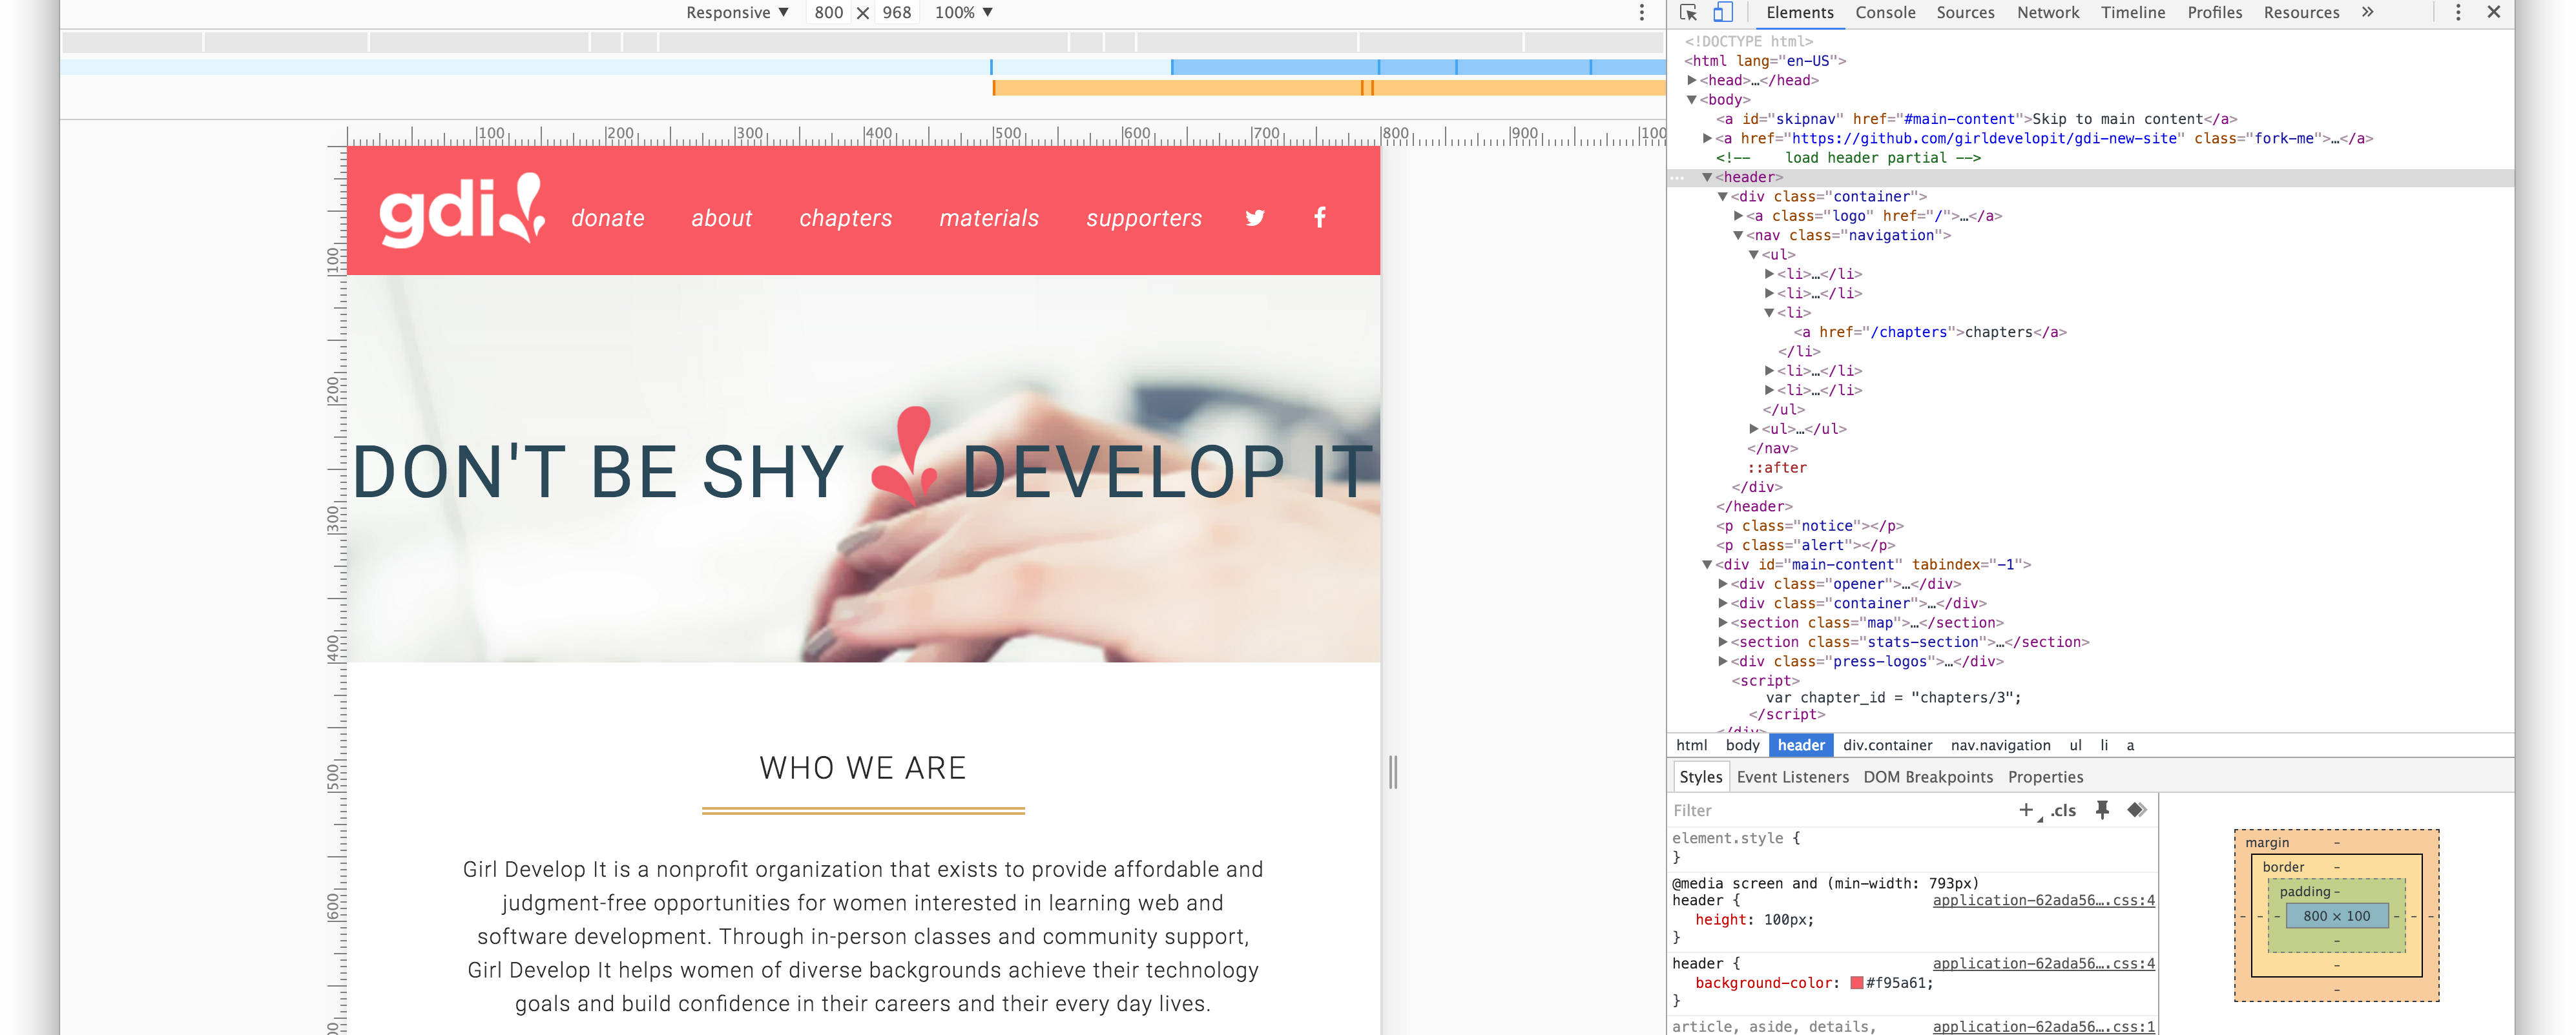 Responsive ▼ 800 × 968 100% ▼
100 200 300 400 500 600 700 800 900 100
100
200
300
400
500
600
gdi donate about chapters materials supporters
DON'T BE SHY DEVELOP IT
WHO WE ARE
Girl Develop It is a nonprofit organization that exists to provide affordable and
judgment-free opportunities for women interested in learning web and
software development. Through in-person classes and community support,
Girl Develop It helps women of diverse backgrounds achieve their technology
goals and build confidence in their careers and their every day lives.
Elements Console Sources Network Timeline Profiles Resources »
<!DOCTYPE html>
<html lang="en-US">
▶<head>…</head>
▼<body>
<a id="skipnav" href="#main-content">Skip to main content</a>
▶<a href="https://github.com/girldevelopit/gdi-new-site" class="fork-me">…</a>
<!-- load header partial -->
▼<header>
▼<div class="container">
▶<a class="logo" href="/">…</a>
▼<nav class="navigation">
▼<ul>
▶<li>…</li>
▶<li>…</li>
▼<li>
<a href="/chapters">chapters</a>
</li>
▶<li>…</li>
▶<li>…</li>
</ul>
▶<ul>…</ul>
</nav>
::after
</div>
</header>
<p class="notice"></p>
<p class="alert"></p>
▼<div id="main-content" tabindex="-1">
▶<div class="opener">…</div>
▶<div class="container">…</div>
▶<section class="map">…</section>
▶<section class="stats-section">…</section>
▶<div class="press-logos">…</div>
<script>
var chapter_id = "chapters/3";
</script>
</div>
html body header div.container nav.navigation ul li a
Styles Event Listeners DOM Breakpoints Properties
Filter + .cls
element.style {
}
@media screen and (min-width: 793px)
header { application-62ada56….css:4
height: 100px;
}
header { application-62ada56….css:4
background-color: #f95a61;
}
article, aside, details, application-62ada56….css:1
margin -
border -
padding -
- - - 800 × 100 - - -
-
-
-